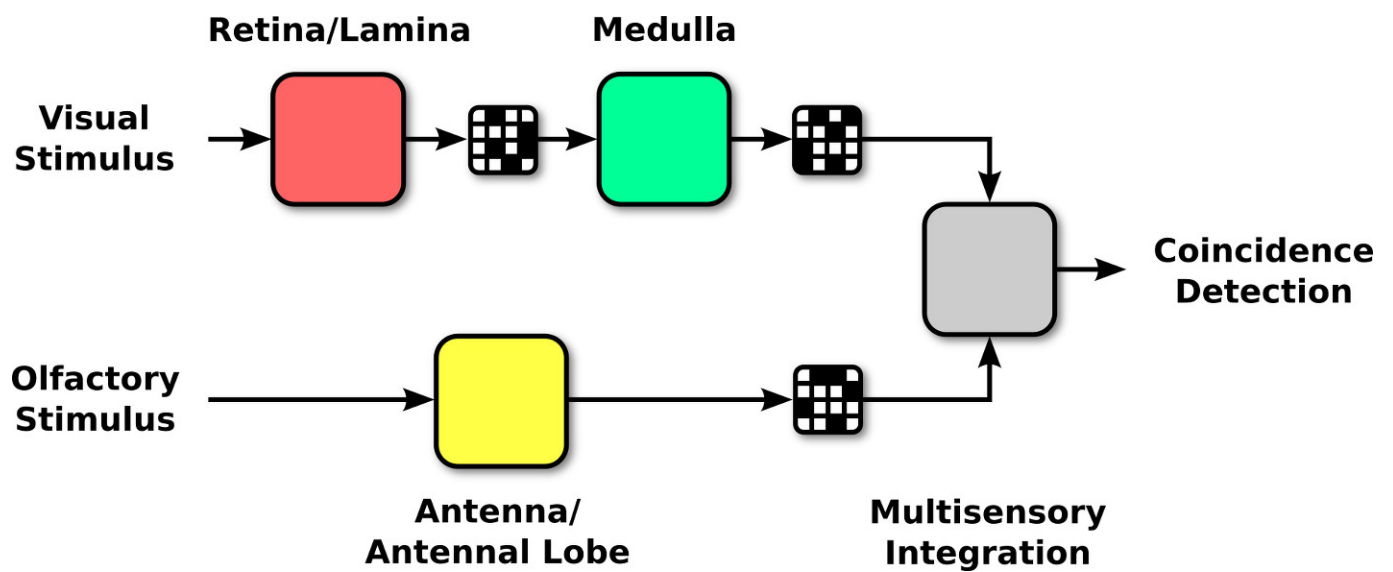 Retina/Lamina
Medulla
Visual
Stimulus
Coincidence
Detection
Olfactory
Stimulus
Antenna/
Antennal Lobe
Multisensory
Integration